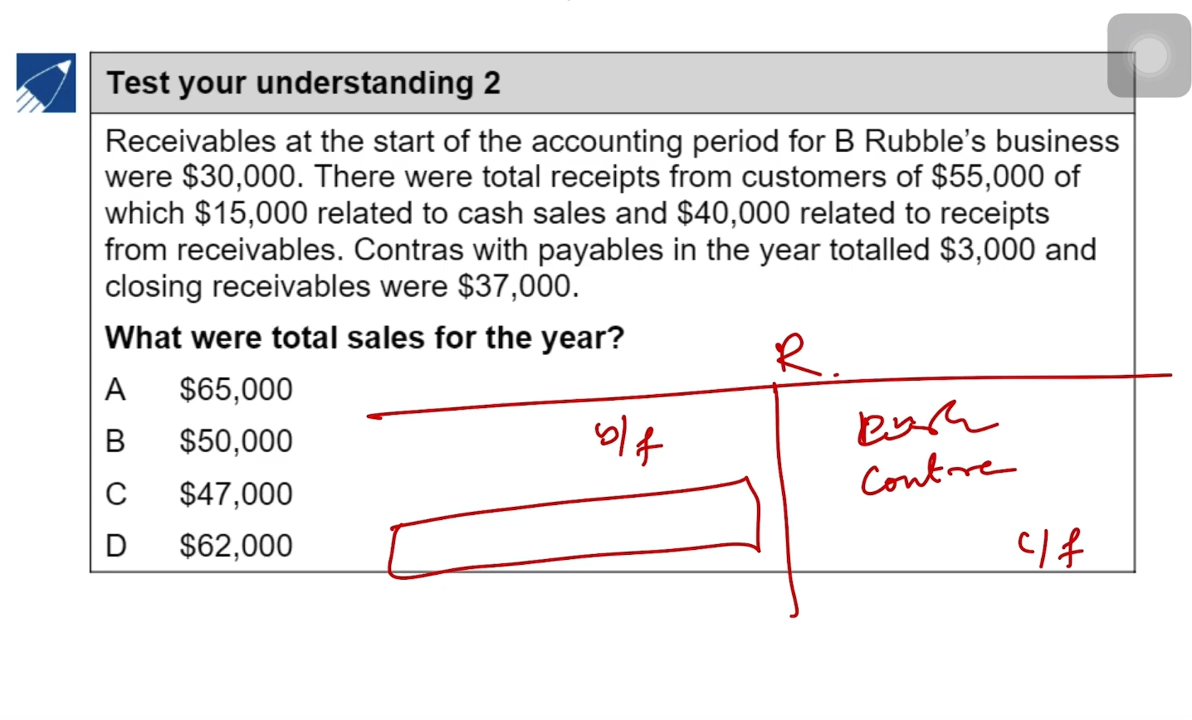 Test your understanding 2
Receivables at the start of the accounting period for B Rubble's business
were $30,000. There were total receipts from customers of $55,000 of
which $15,000 related to cash sales and $40,000 related to receipts
from receivables. Contras with payables in the year totalled $3,000 and
closing receivables were $37,000.
What were total sales for the year?
R.
A $65,000
B $50,000
b/f
C $47,000
Contra
D $62,000
c/f